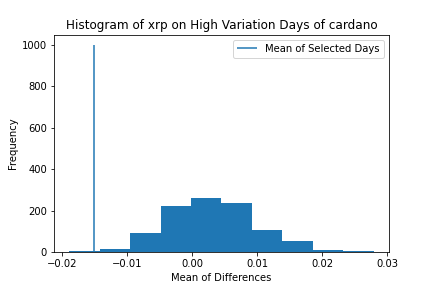 Histogram of xrp on High Variation Days of cardano
Mean of Selected Days
Frequency
1000
800
600
400
200
0
−0.02 −0.01 0.00 0.01 0.02 0.03
Mean of Differences